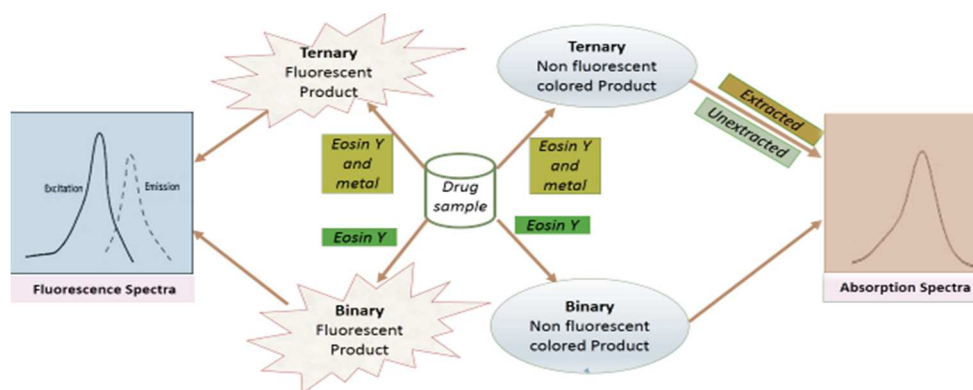 Ternary
Fluorescent
Product
Ternary
Non fluorescent
colored Product
Extracted
Unextracted
Eosin Y
and
metal
Eosin Y
and
metal
Drug
sample
Excitation
Emission
Eosin Y
Eosin Y
Fluorescence Spectra
Absorption Spectra
Binary
Fluorescent
Product
Binary
Non fluorescent
colored Product